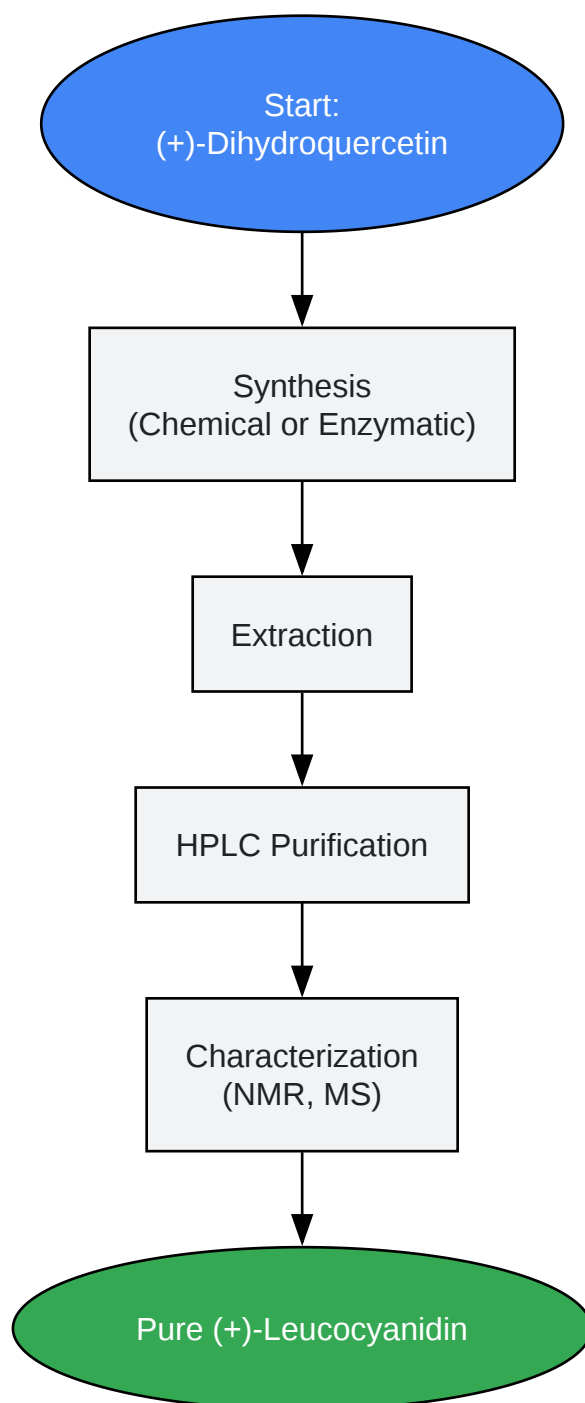 Start:
(+)-Dihydroquercetin
Synthesis
(Chemical or Enzymatic)
Extraction
HPLC Purification
Characterization
(NMR, MS)
Pure (+)-Leucocyanidin